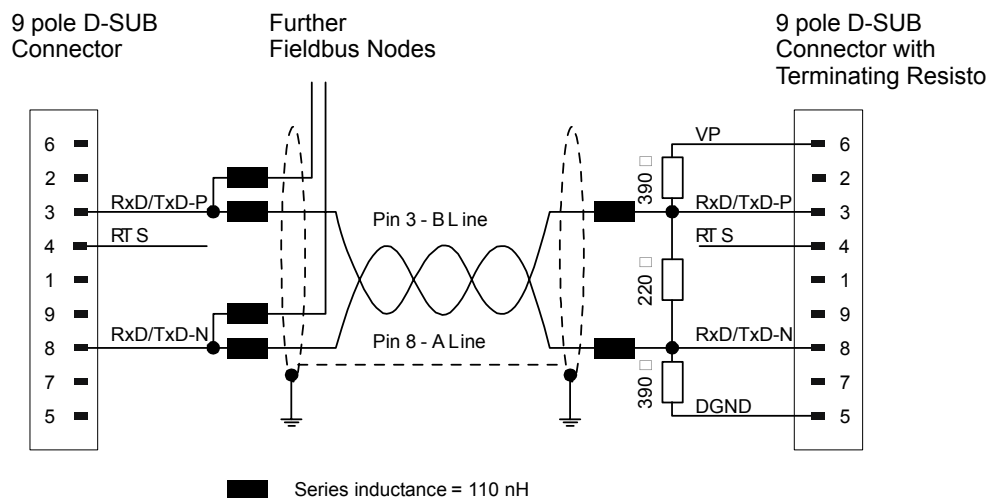 9 pole D-SUB
Connector
Further
Fieldbus Nodes
9 pole D-SUB
Connector with
Terminating Resisto
6
2
3
4
1
9
8
7
5
RxD/TxD-P
RTS
RxD/TxD-N
Pin 3 - B Line
Pin 8 - A Line
390 □
220 □
390 □
VP
RxD/TxD-P
RTS
RxD/TxD-N
DGND
6
2
3
4
1
9
8
7
5
Series inductance = 110 nH